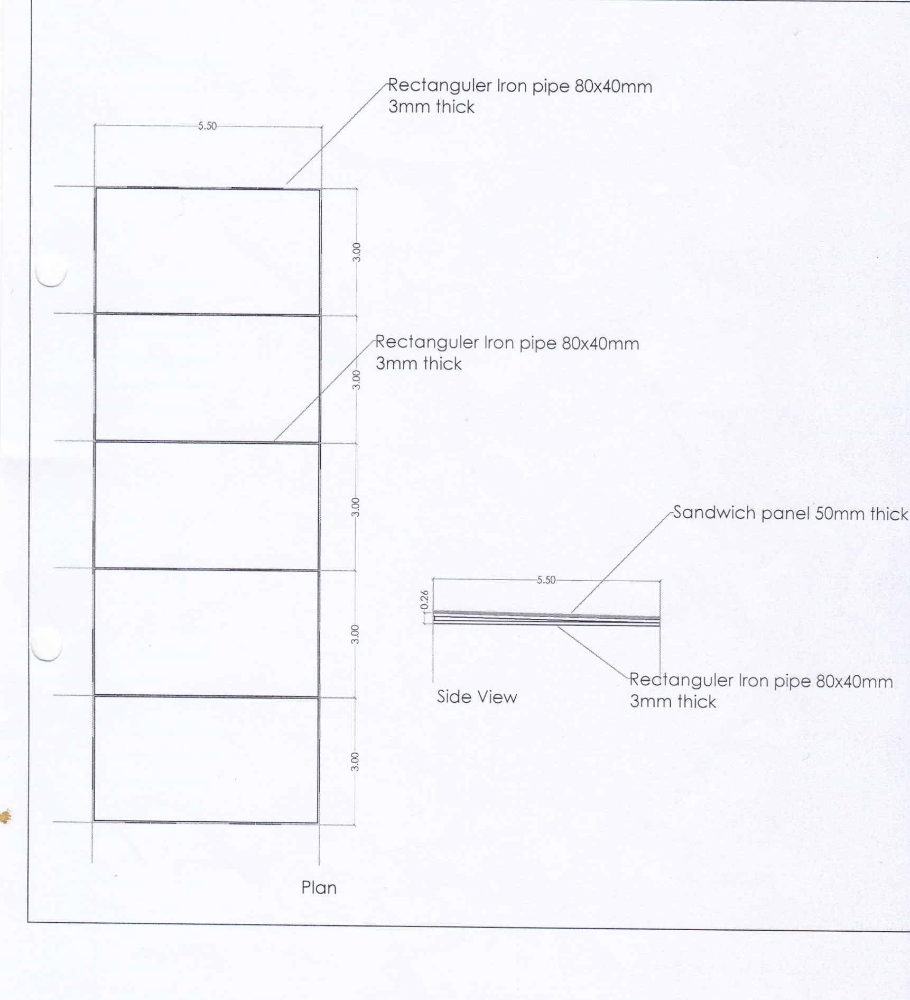 Rectanguler Iron pipe 80x40mm
3mm thick
5.50
3.00
Rectanguler Iron pipe 80x40mm
3mm thick
3.00
3.00
Sandwich panel 50mm thick
5.50
0.26
3.00
Rectanguler Iron pipe 80x40mm
3mm thick
Side View
3.00
Plan